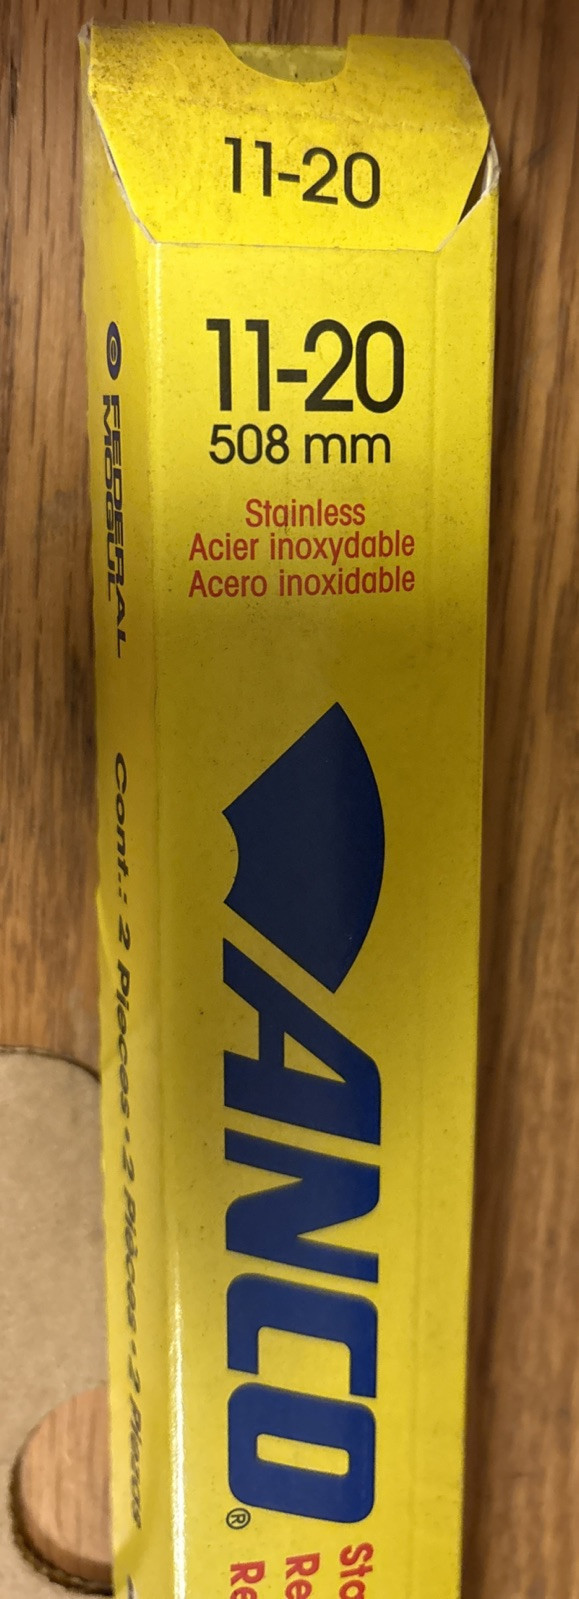 11-20
11-20
508 mm
Stainless
Acier inoxydable
Acero inoxidable
ANCO®
FEDERAL
MOGUL
Cont.: 2 Pieces • 2 Pièces • 2 Piezas